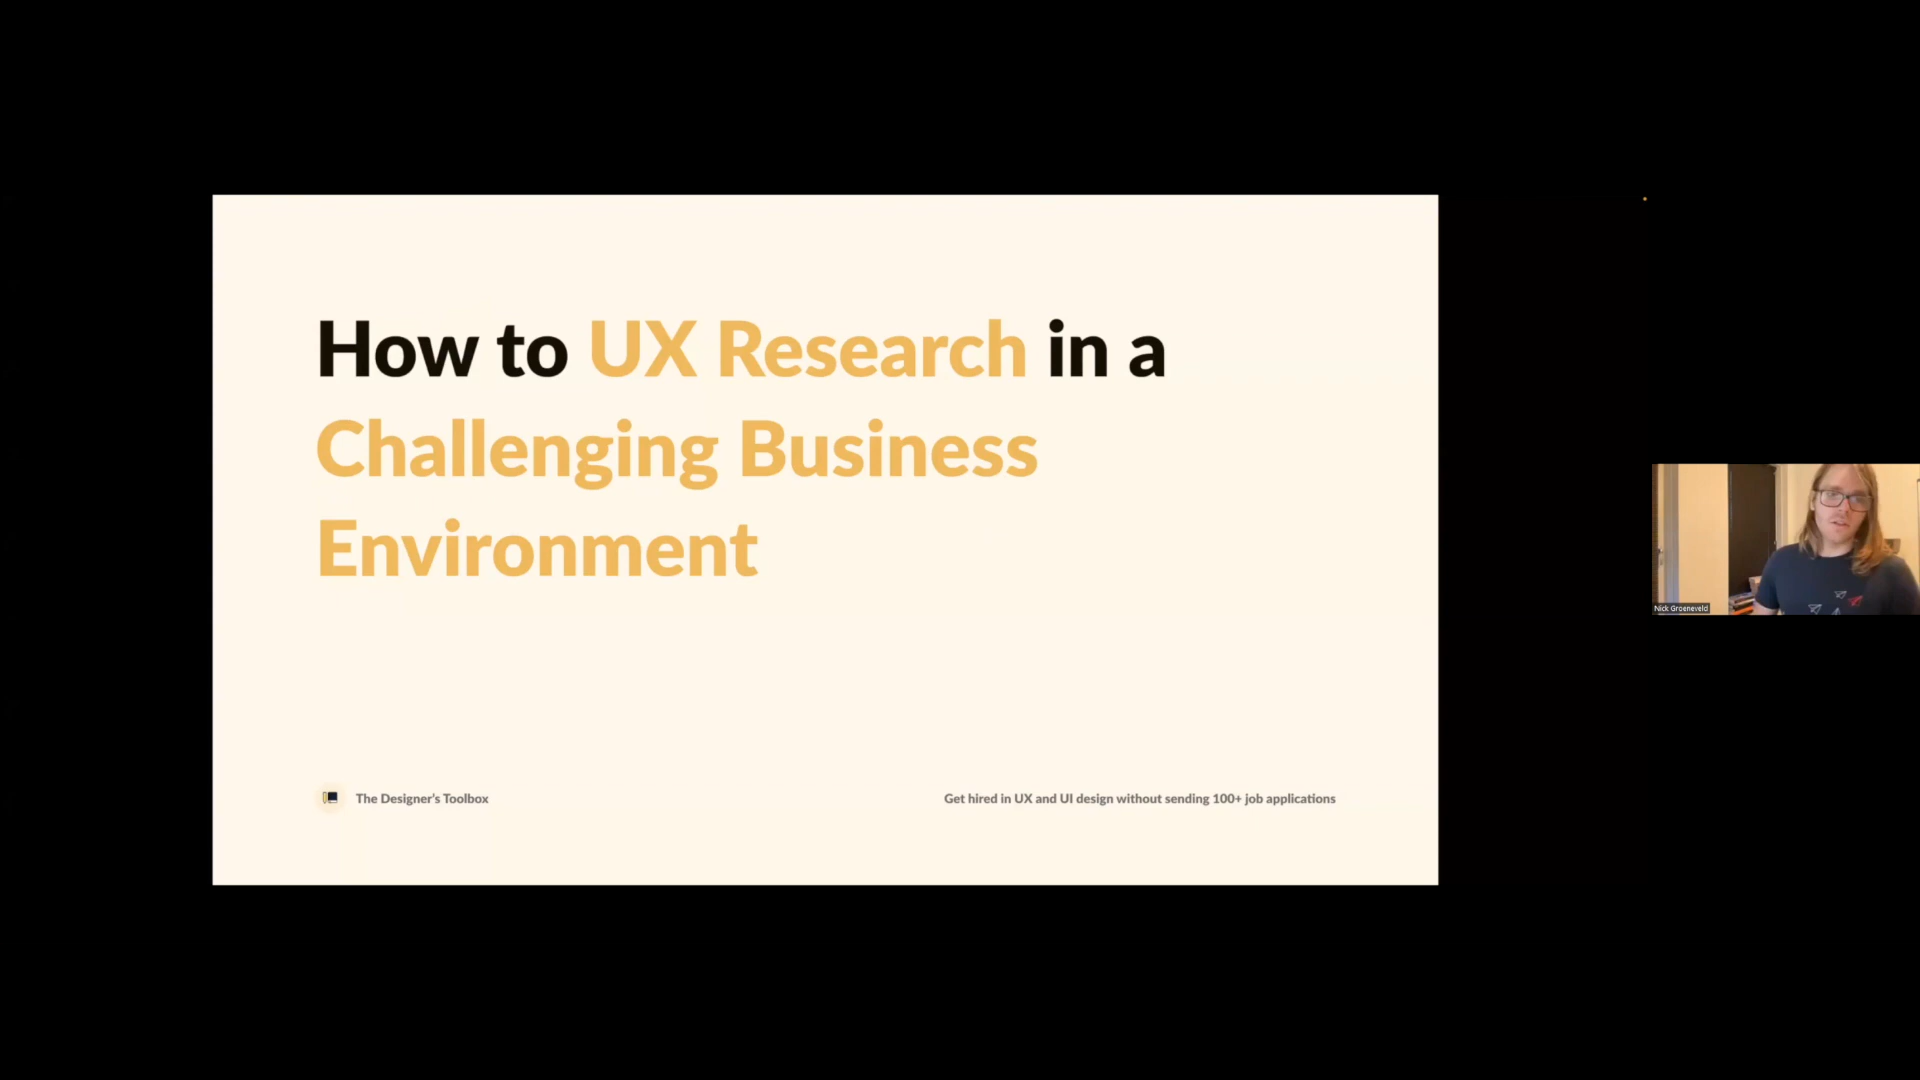 How to UX Research in a
Challenging Business
Environment
The Designer's Toolbox
Get hired in UX and UI design without sending 100+ job applications
Nick Groeneveld